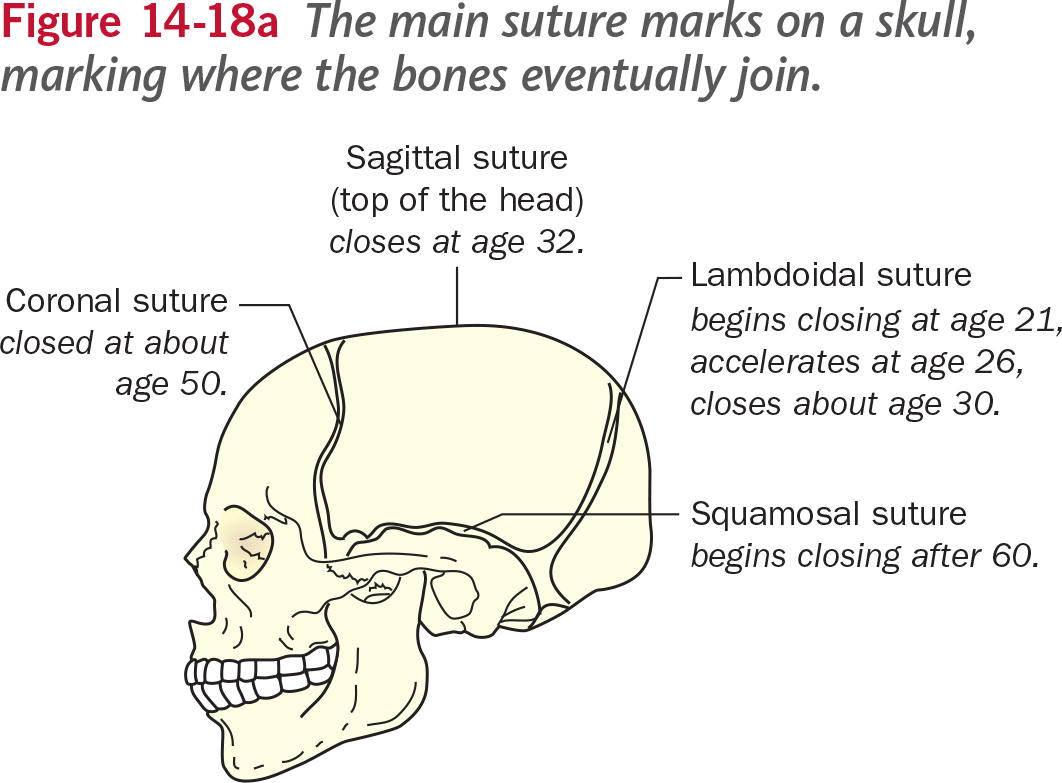 Figure 14-18a The main suture marks on a skull,
marking where the bones eventually join.
Sagittal suture
(top of the head)
closes at age 32.
Coronal suture
closed at about
age 50.
Lambdoidal suture
begins closing at age 21,
accelerates at age 26,
closes about age 30.
Squamosal suture
begins closing after 60.